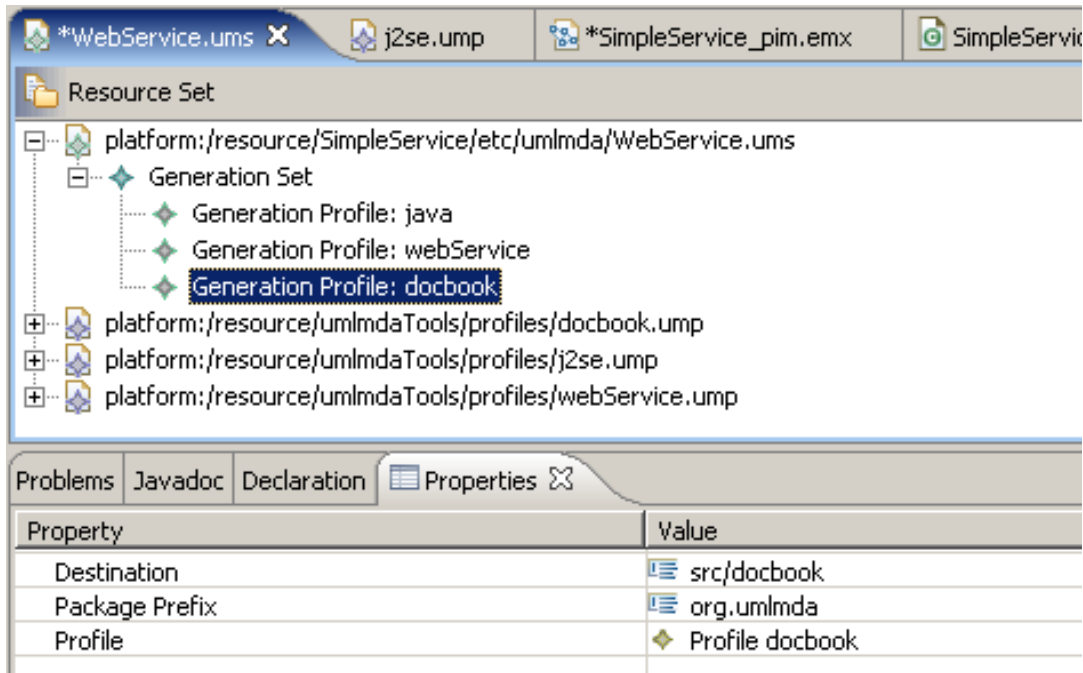 *WebService.ums j2se.ump *SimpleService_pim.emx SimpleServic
Resource Set
platform:/resource/SimpleService/etc/umlmda/WebService.ums
Generation Set
Generation Profile: java
Generation Profile: webService
Generation Profile: docbook
platform:/resource/umlmdaTools/profiles/docbook.ump
platform:/resource/umlmdaTools/profiles/j2se.ump
platform:/resource/umlmdaTools/profiles/webService.ump
Problems Javadoc Declaration Properties
Property Value
Destination src/docbook
Package Prefix org.umlmda
Profile Profile docbook